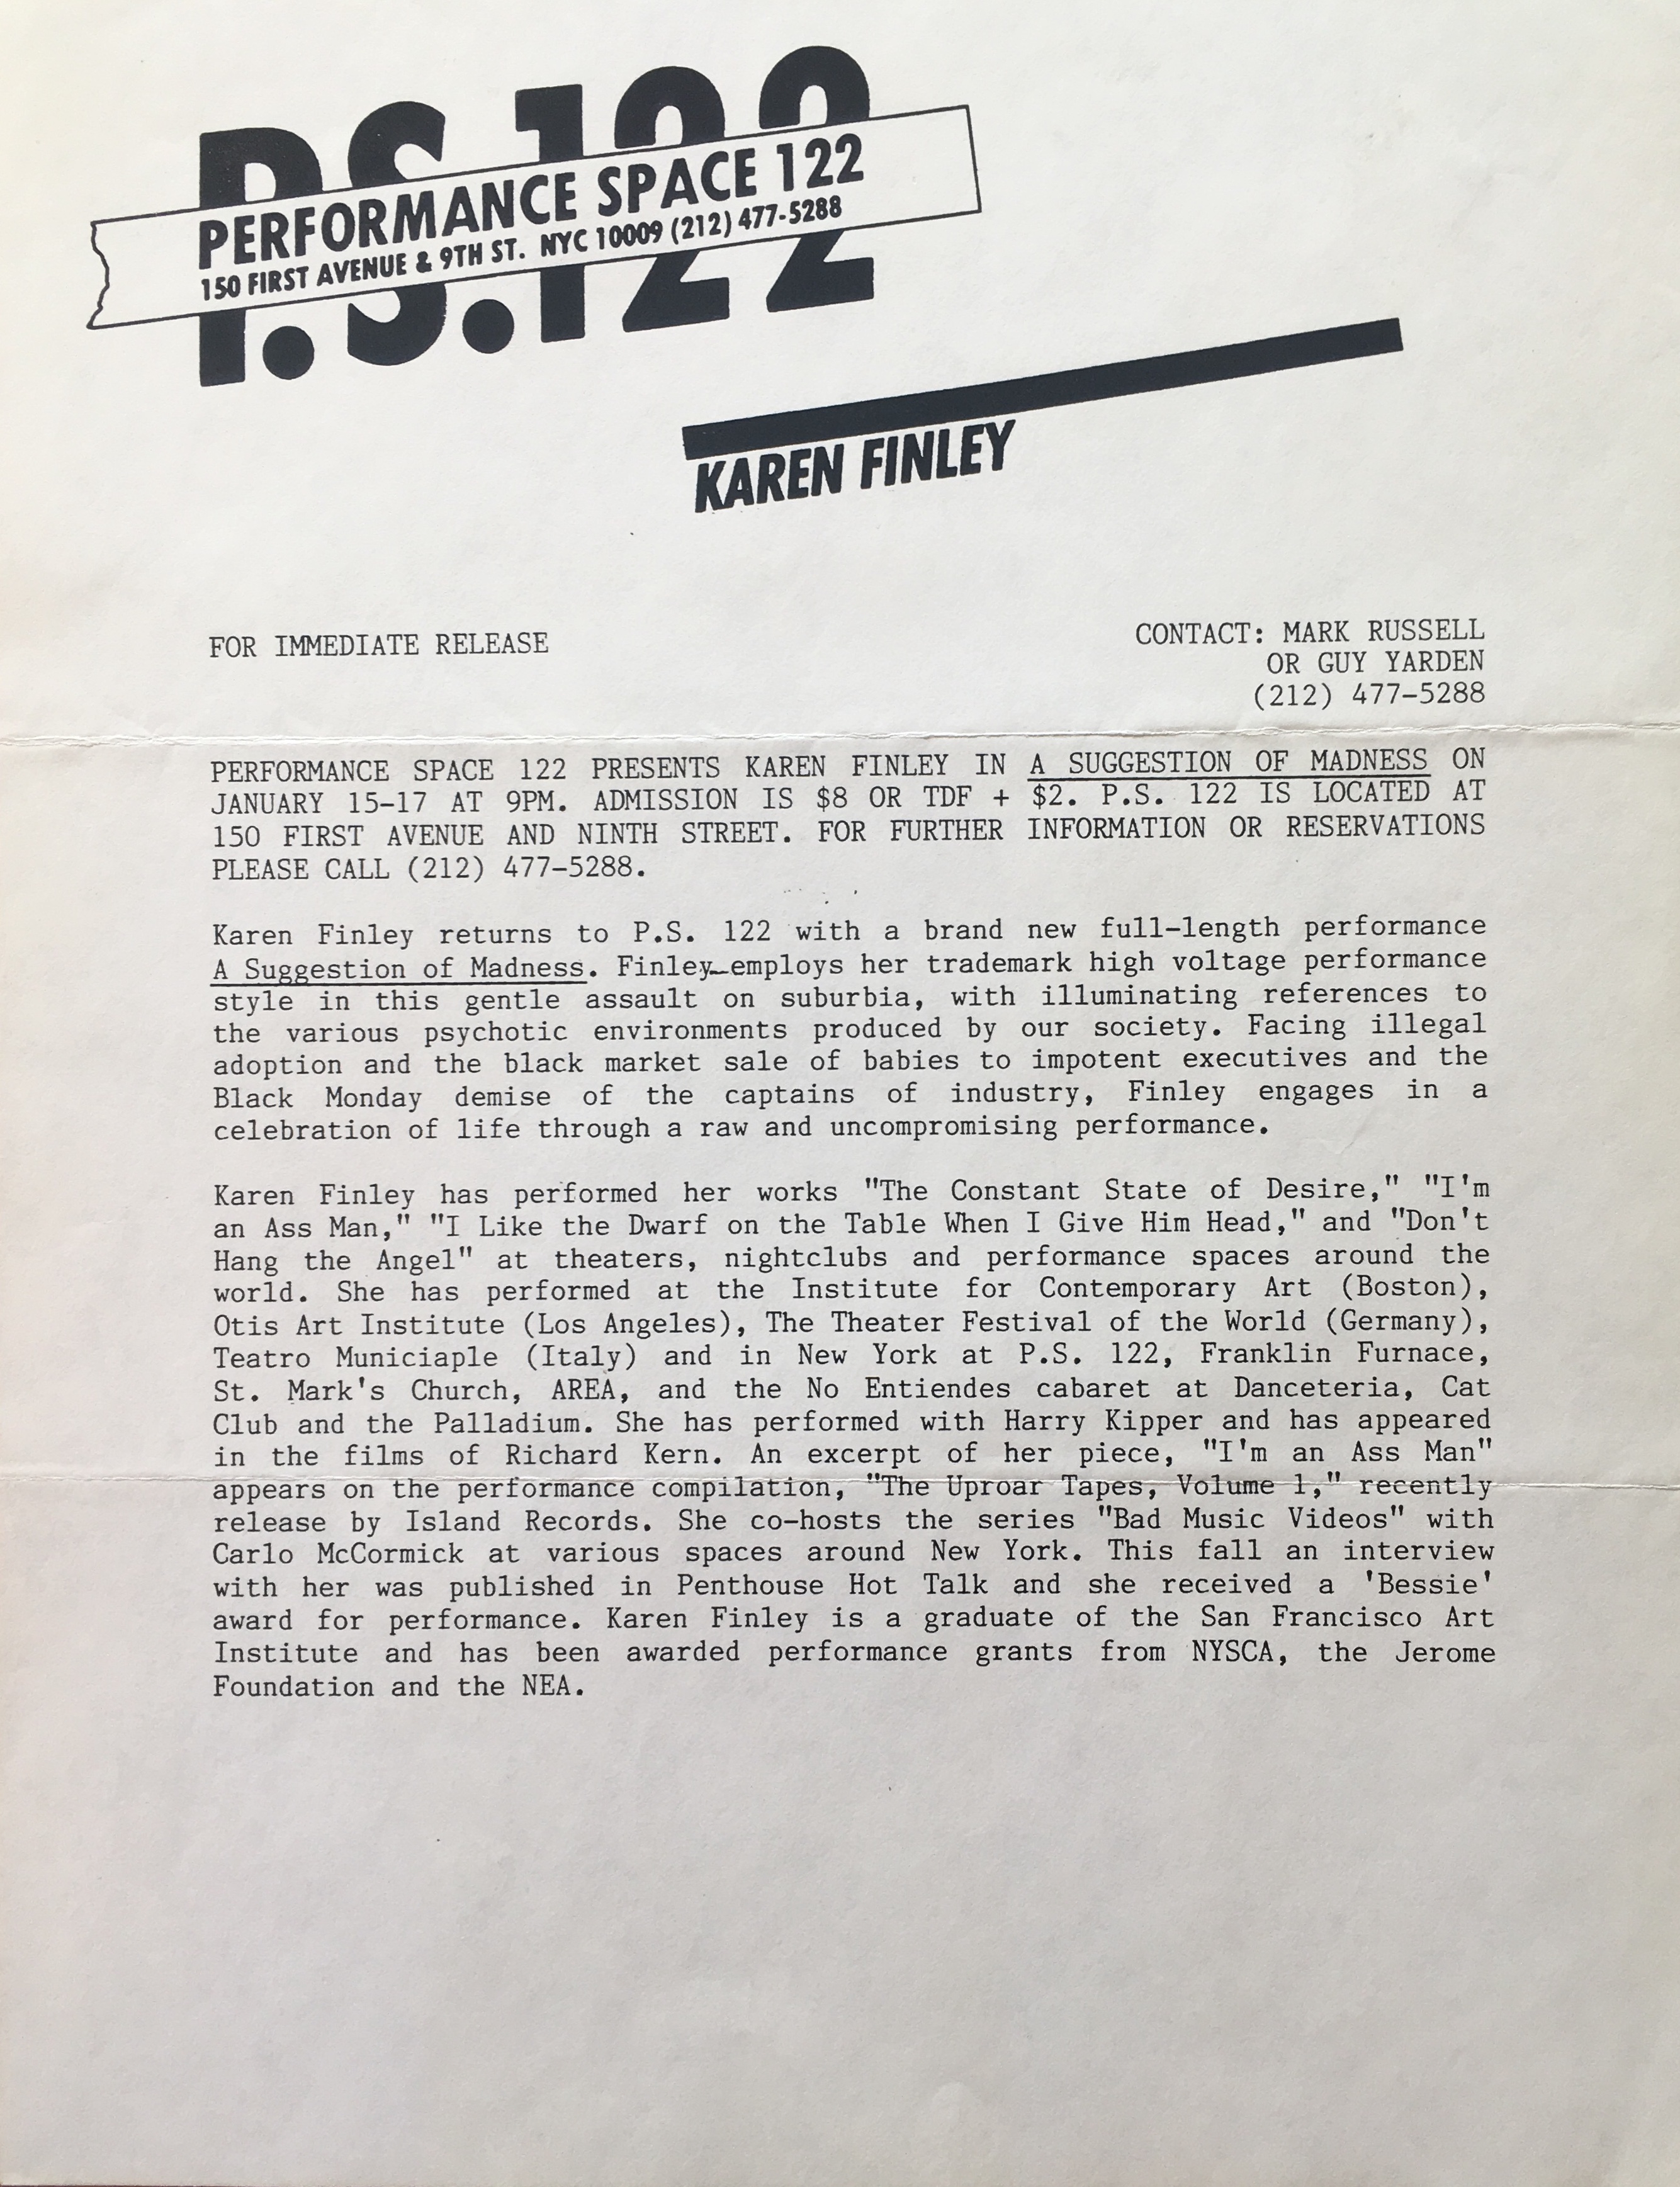 P.S.122
PERFORMANCE SPACE 122
150 FIRST AVENUE & 9TH ST. NYC 10009 (212) 477-5288
KAREN FINLEY
FOR IMMEDIATE RELEASE
CONTACT: MARK RUSSELL
OR GUY YARDEN
(212) 477-5288
PERFORMANCE SPACE 122 PRESENTS KAREN FINLEY IN A SUGGESTION OF MADNESS ON
JANUARY 15-17 AT 9PM. ADMISSION IS $8 OR TDF + $2. P.S. 122 IS LOCATED AT
150 FIRST AVENUE AND NINTH STREET. FOR FURTHER INFORMATION OR RESERVATIONS
PLEASE CALL (212) 477-5288.
Karen Finley returns to P.S. 122 with a brand new full-length performance
A Suggestion of Madness. Finley employs her trademark high voltage performance
style in this gentle assault on suburbia, with illuminating references to
the various psychotic environments produced by our society. Facing illegal
adoption and the black market sale of babies to impotent executives and the
Black Monday demise of the captains of industry, Finley engages in a
celebration of life through a raw and uncompromising performance.
Karen Finley has performed her works "The Constant State of Desire," "I'm
an Ass Man," "I Like the Dwarf on the Table When I Give Him Head," and "Don't
Hang the Angel" at theaters, nightclubs and performance spaces around the
world. She has performed at the Institute for Contemporary Art (Boston),
Otis Art Institute (Los Angeles), The Theater Festival of the World (Germany),
Teatro Municiaple (Italy) and in New York at P.S. 122, Franklin Furnace,
St. Mark's Church, AREA, and the No Entiendes cabaret at Danceteria, Cat
Club and the Palladium. She has performed with Harry Kipper and has appeared
in the films of Richard Kern. An excerpt of her piece, "I'm an Ass Man"
appears on the performance compilation, "The Uproar Tapes, Volume 1," recently
release by Island Records. She co-hosts the series "Bad Music Videos" with
Carlo McCormick at various spaces around New York. This fall an interview
with her was published in Penthouse Hot Talk and she received a 'Bessie'
award for performance. Karen Finley is a graduate of the San Francisco Art
Institute and has been awarded performance grants from NYSCA, the Jerome
Foundation and the NEA.